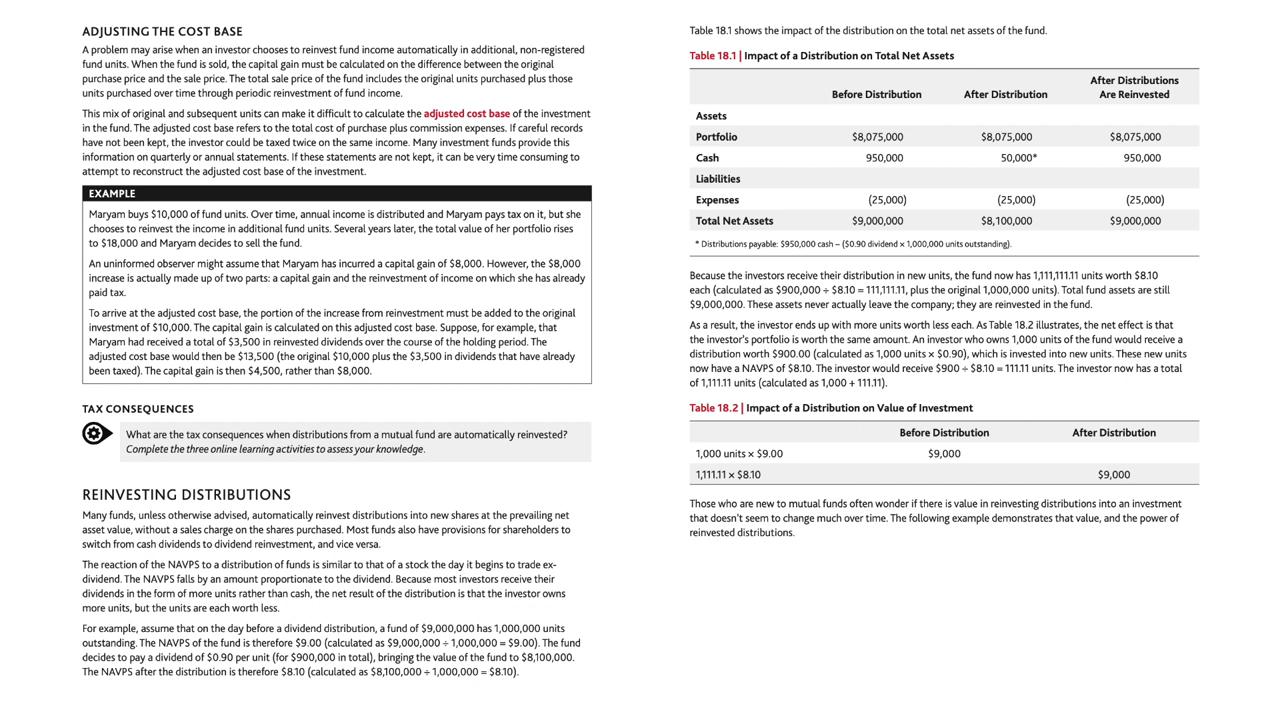 ADJUSTING THE COST BASE
A problem may arise when an investor chooses to reinvest fund income automatically in additional, non-registered
fund units. When the fund is sold, the capital gain must be calculated on the difference between the original
purchase price and the sale price. The total sale price of the fund includes the original units purchased plus those
units purchased over time through periodic reinvestment of fund income.
This mix of original and subsequent units can make it difficult to calculate the adjusted cost base of the investment
in the fund. The adjusted cost base refers to the total cost of purchase plus commission expenses. If careful records
have not been kept, the investor could be taxed twice on the same income. Many investment funds provide this
information on quarterly or annual statements. If these statements are not kept, it can be very time consuming to
attempt to reconstruct the adjusted cost base of the investment.
EXAMPLE
Maryam buys $10,000 of fund units. Over time, annual income is distributed and Maryam pays tax on it, but she
chooses to reinvest the income in additional fund units. Several years later, the total value of her portfolio rises
to $18,000 and Maryam decides to sell the fund.
An uninformed observer might assume that Maryam has incurred a capital gain of $8,000. However, the $8,000
increase is actually made up of two parts: a capital gain and the reinvestment of income on which she has already
paid tax.
To arrive at the adjusted cost base, the portion of the increase from reinvestment must be added to the original
investment of $10,000. The capital gain is calculated on this adjusted cost base. Suppose, for example, that
Maryam had received a total of $3,500 in reinvested dividends over the course of the holding period. The
adjusted cost base would then be $13,500 (the original $10,000 plus the $3,500 in dividends that have already
been taxed). The capital gain is then $4,500, rather than $8,000.
TAX CONSEQUENCES
What are the tax consequences when distributions from a mutual fund are automatically reinvested?
Complete the three online learning activities to assess your knowledge.
REINVESTING DISTRIBUTIONS
Many funds, unless otherwise advised, automatically reinvest distributions into new shares at the prevailing net
asset value, without a sales charge on the shares purchased. Most funds also have provisions for shareholders to
switch from cash dividends to dividend reinvestment, and vice versa.
The reaction of the NAVPS to a distribution of funds is similar to that of a stock the day it begins to trade ex-
dividend. The NAVPS falls by an amount proportionate to the dividend. Because most investors receive their
dividends in the form of more units rather than cash, the net result of the distribution is that the investor owns
more units, but the units are each worth less.
For example, assume that on the day before a dividend distribution, a fund of $9,000,000 has 1,000,000 units
outstanding. The NAVPS of the fund is therefore $9.00 (calculated as $9,000,000 ÷ 1,000,000 = $9.00). The fund
decides to pay a dividend of $0.90 per unit (for $900,000 in total), bringing the value of the fund to $8,100,000.
The NAVPS after the distribution is therefore $8.10 (calculated as $8,100,000 ÷ 1,000,000 = $8.10).
Table 18.1 shows the impact of the distribution on the total net assets of the fund.
Table 18.1 | Impact of a Distribution on Total Net Assets
Before Distribution After Distribution After Distributions
Are Reinvested
Assets
Portfolio $8,075,000 $8,075,000 $8,075,000
Cash 950,000 50,000* 950,000
Liabilities
Expenses (25,000) (25,000) (25,000)
Total Net Assets $9,000,000 $8,100,000 $9,000,000
* Distributions payable: $950,000 cash – ($0.90 dividend × 1,000,000 units outstanding).
Because the investors receive their distribution in new units, the fund now has 1,111,111.11 units worth $8.10
each (calculated as $900,000 ÷ $8.10 = 111,111.11, plus the original 1,000,000 units). Total fund assets are still
$9,000,000. These assets never actually leave the company; they are reinvested in the fund.
As a result, the investor ends up with more units worth less each. As Table 18.2 illustrates, the net effect is that
the investor's portfolio is worth the same amount. An investor who owns 1,000 units of the fund would receive a
distribution worth $900.00 (calculated as 1,000 units × $0.90), which is invested into new units. These new units
now have a NAVPS of $8.10. The investor would receive $900 ÷ $8.10 = 111.11 units. The investor now has a total
of 1,111.11 units (calculated as 1,000 + 111.11).
Table 18.2 | Impact of a Distribution on Value of Investment
Before Distribution After Distribution
1,000 units × $9.00 $9,000
1,111.11 × $8.10 $9,000
Those who are new to mutual funds often wonder if there is value in reinvesting distributions into an investment
that doesn't seem to change much over time. The following example demonstrates that value, and the power of
reinvested distributions.